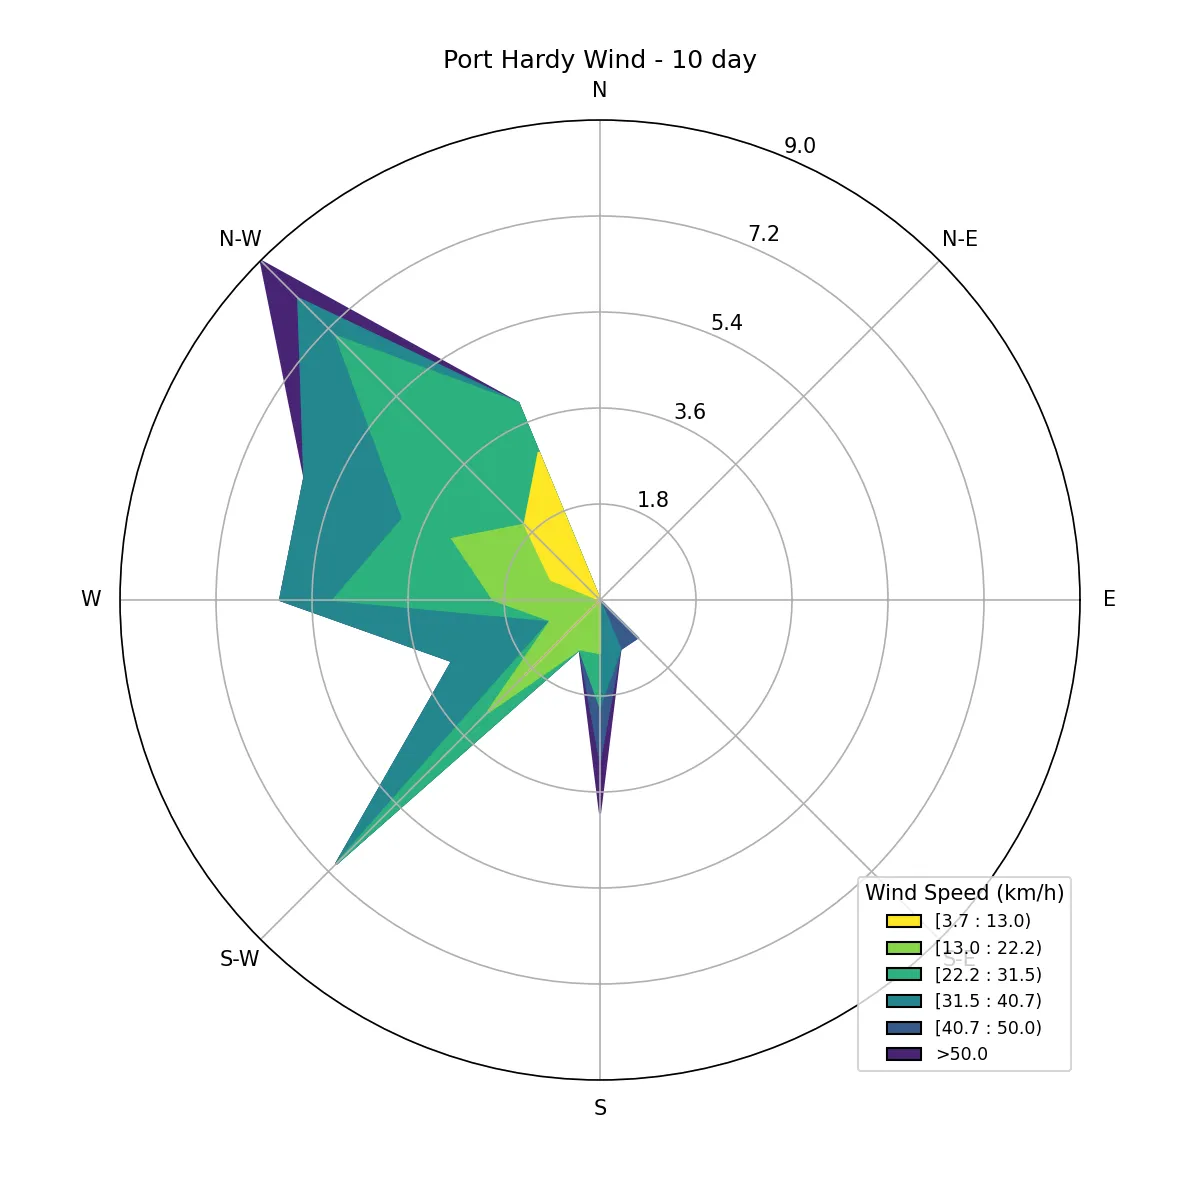 Port Hardy Wind - 10 day
N
9.0
N-W
N-E
7.2
5.4
3.6
1.8
W
E
S-W
S-E
S
Wind Speed (km/h)
[3.7 : 13.0)
[13.0 : 22.2)
[22.2 : 31.5)
[31.5 : 40.7)
[40.7 : 50.0)
>50.0